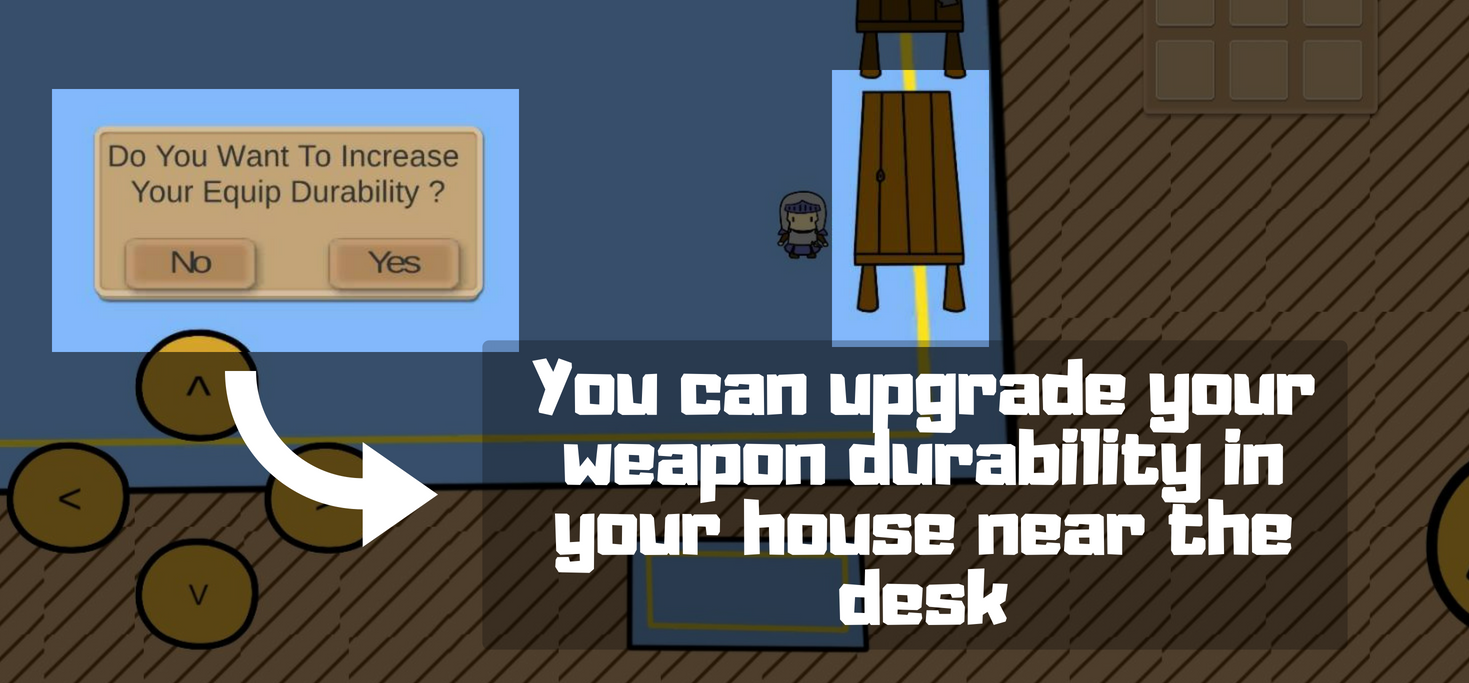 Do You Want To Increase
Your Equip Durability ?
No
Yes
^
<
>
v
You can upgrade your
weapon durability in
your house near the
desk